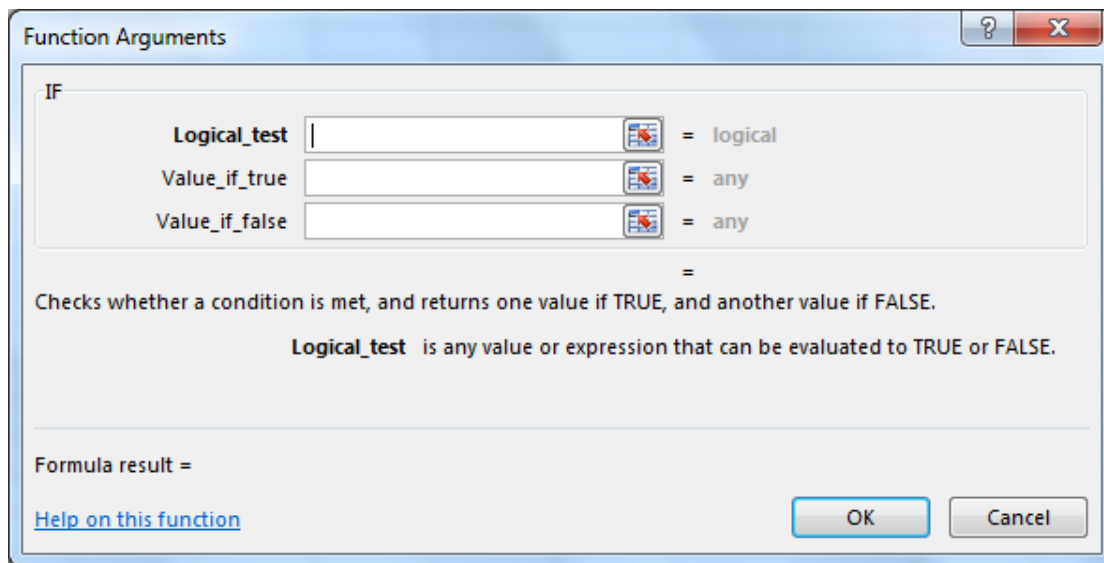 Function Arguments
?
X
IF
Logical_test = logical
Value_if_true = any
Value_if_false = any
=
Checks whether a condition is met, and returns one value if TRUE, and another value if FALSE.
Logical_test is any value or expression that can be evaluated to TRUE or FALSE.
Formula result =
Help on this function
OK
Cancel